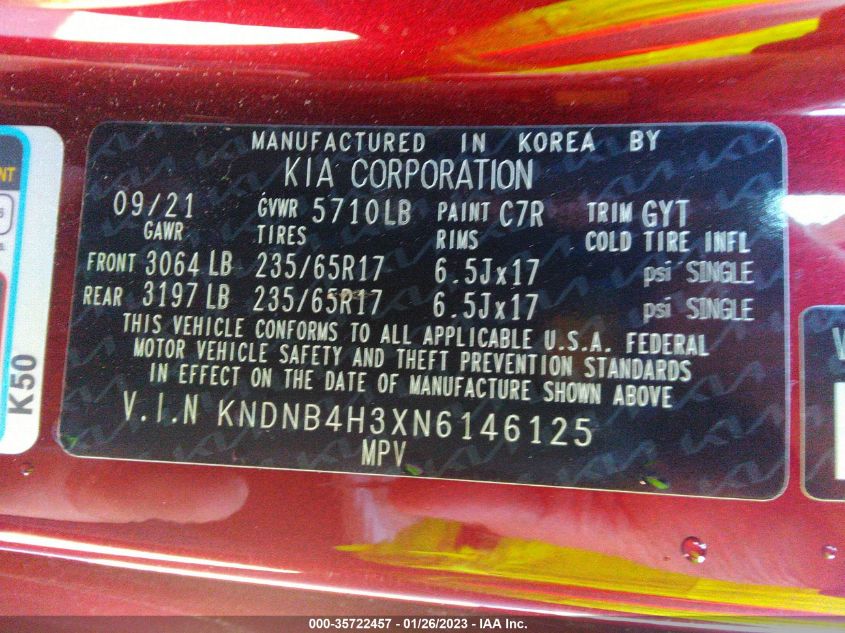 MANUFACTURED IN KOREA BY
KIA CORPORATION
09/21 GVWR 5710LB PAINT C7R TRIM GYT
GAWR TIRES RIMS COLD TIRE INFL
FRONT 3064 LB 235/65R17 6.5Jx17 psi SINGLE
REAR 3197 LB 235/65R17 6.5Jx17 psi SINGLE
THIS VEHICLE CONFORMS TO ALL APPLICABLE U.S.A. FEDERAL
MOTOR VEHICLE SAFETY AND THEFT PREVENTION STANDARDS
IN EFFECT ON THE DATE OF MANUFACTURE SHOWN ABOVE
V.I.N KNDNB4H3XN6146125
MPV
K50
000-35722457 - 01/26/2023 - IAA Inc.